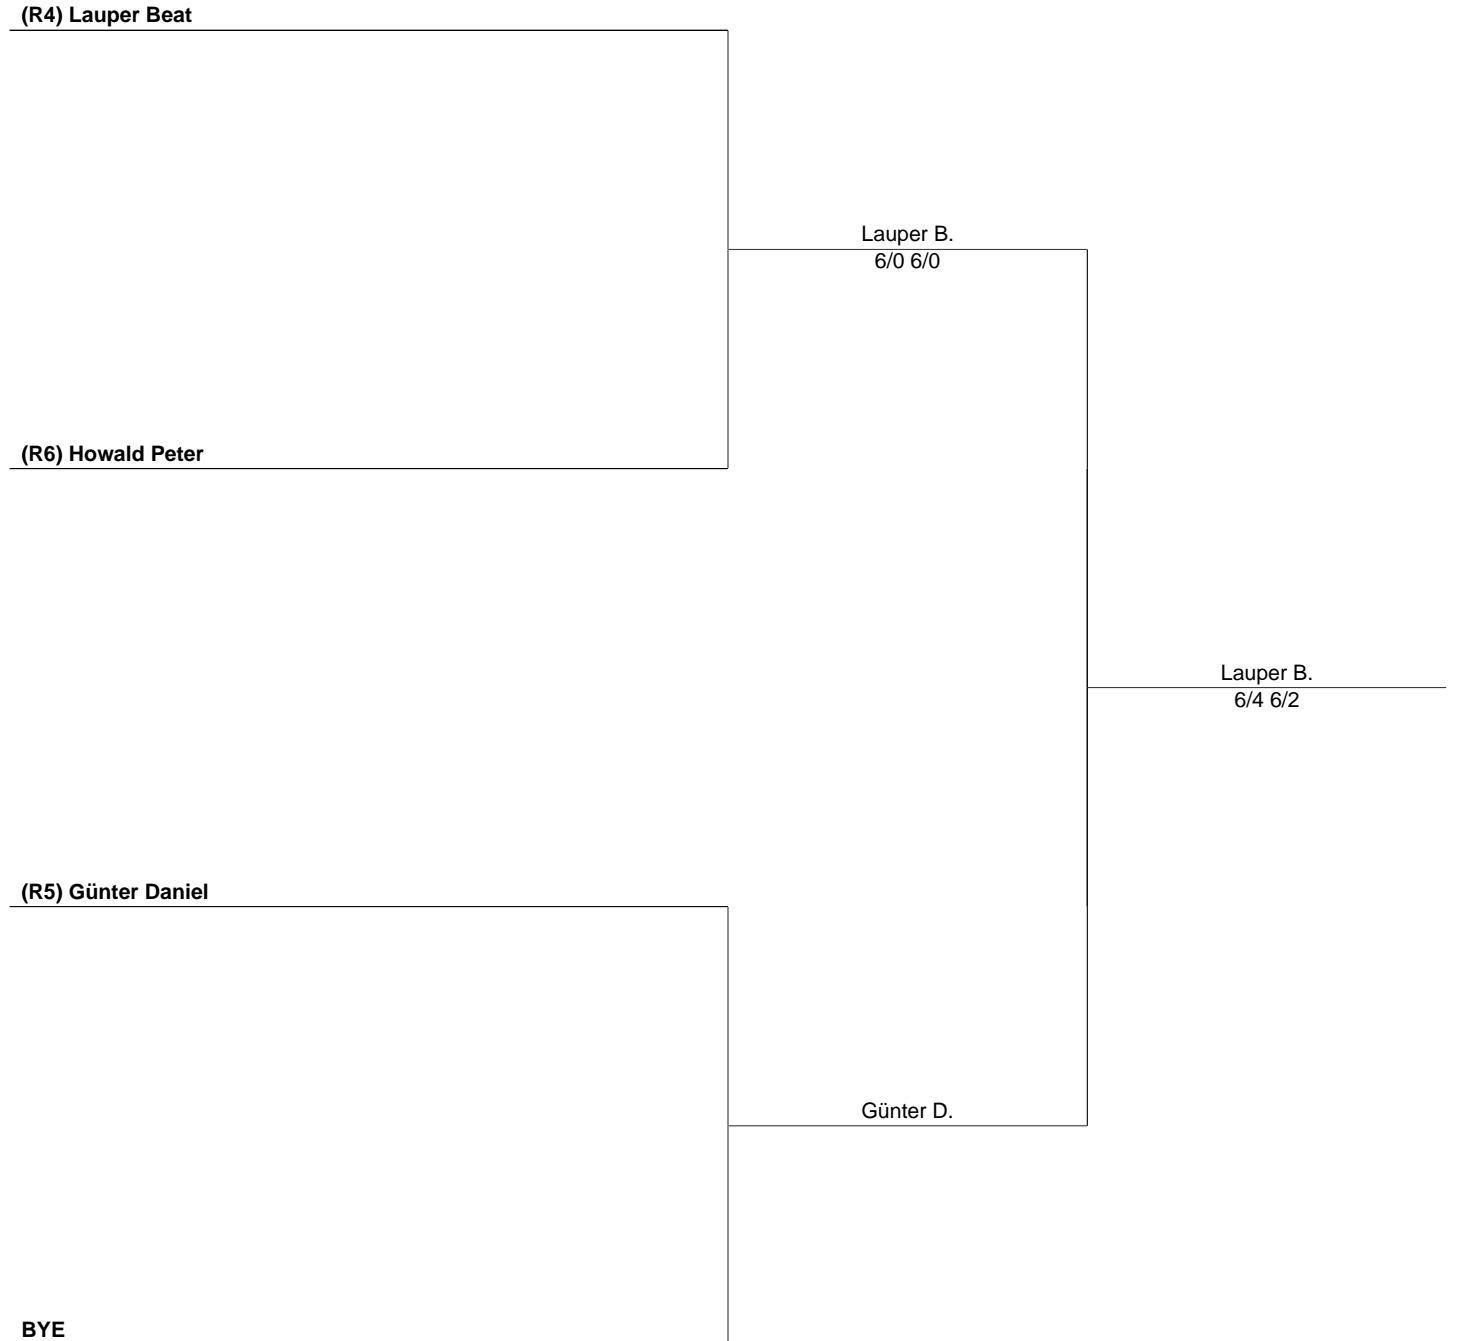 (R4) Lauper Beat
Lauper B.
6/0 6/0
(R6) Howald Peter
Lauper B.
6/4 6/2
(R5) Günter Daniel
Günter D.
BYE